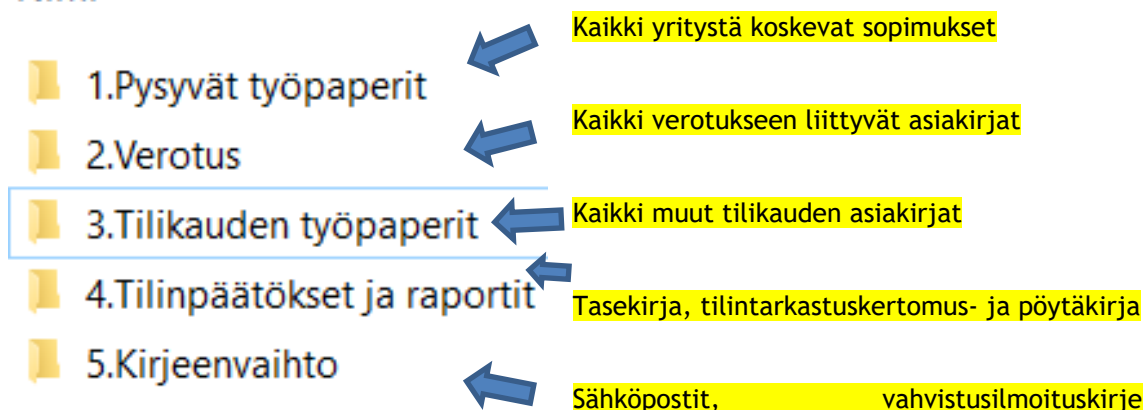 Kaikki yritystä koskevat sopimukset
1.Pysyvät työpaperit
Kaikki verotukseen liittyvät asiakirjat
2.Verotus
3.Tilikauden työpaperit
Kaikki muut tilikauden asiakirjat
4.Tilinpäätökset ja raportit
Tasekirja, tilintarkastuskertomus- ja pöytäkirja
5.Kirjeenvaihto
Sähköpostit, vahvistusilmoituskirje